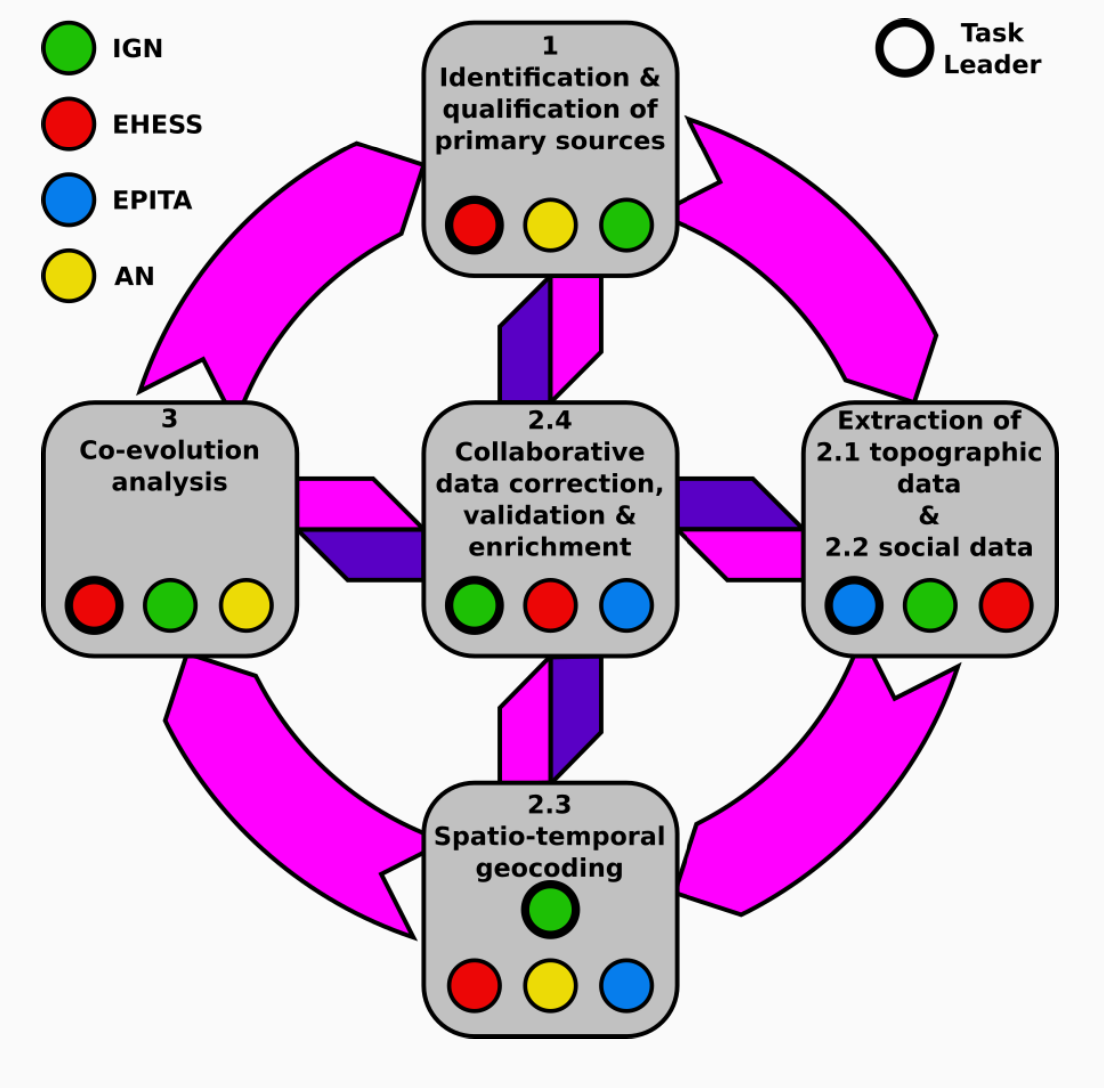 IGN
EHESS
EPITA
AN
Task
Leader
1
Identification &
qualification of
primary sources
3
Co-evolution
analysis
2.4
Collaborative
data correction,
validation &
enrichment
Extraction of
2.1 topographic
data
&
2.2 social data
2.3
Spatio-temporal
geocoding